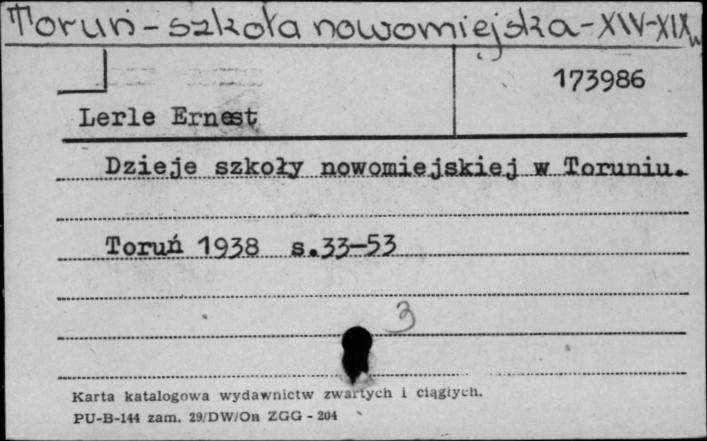 Toruń - szkoła nowomiejska - XIV-XIX w
173986
Lerle Ernest
Dzieje szkoły nowomiejskiej w Toruniu.
Toruń 1938 s.33-53
3
Karta katalogowa wydawnictw zwartych i ciągłych.
PU-B-144 zam. 29/DW/On ZGG - 204